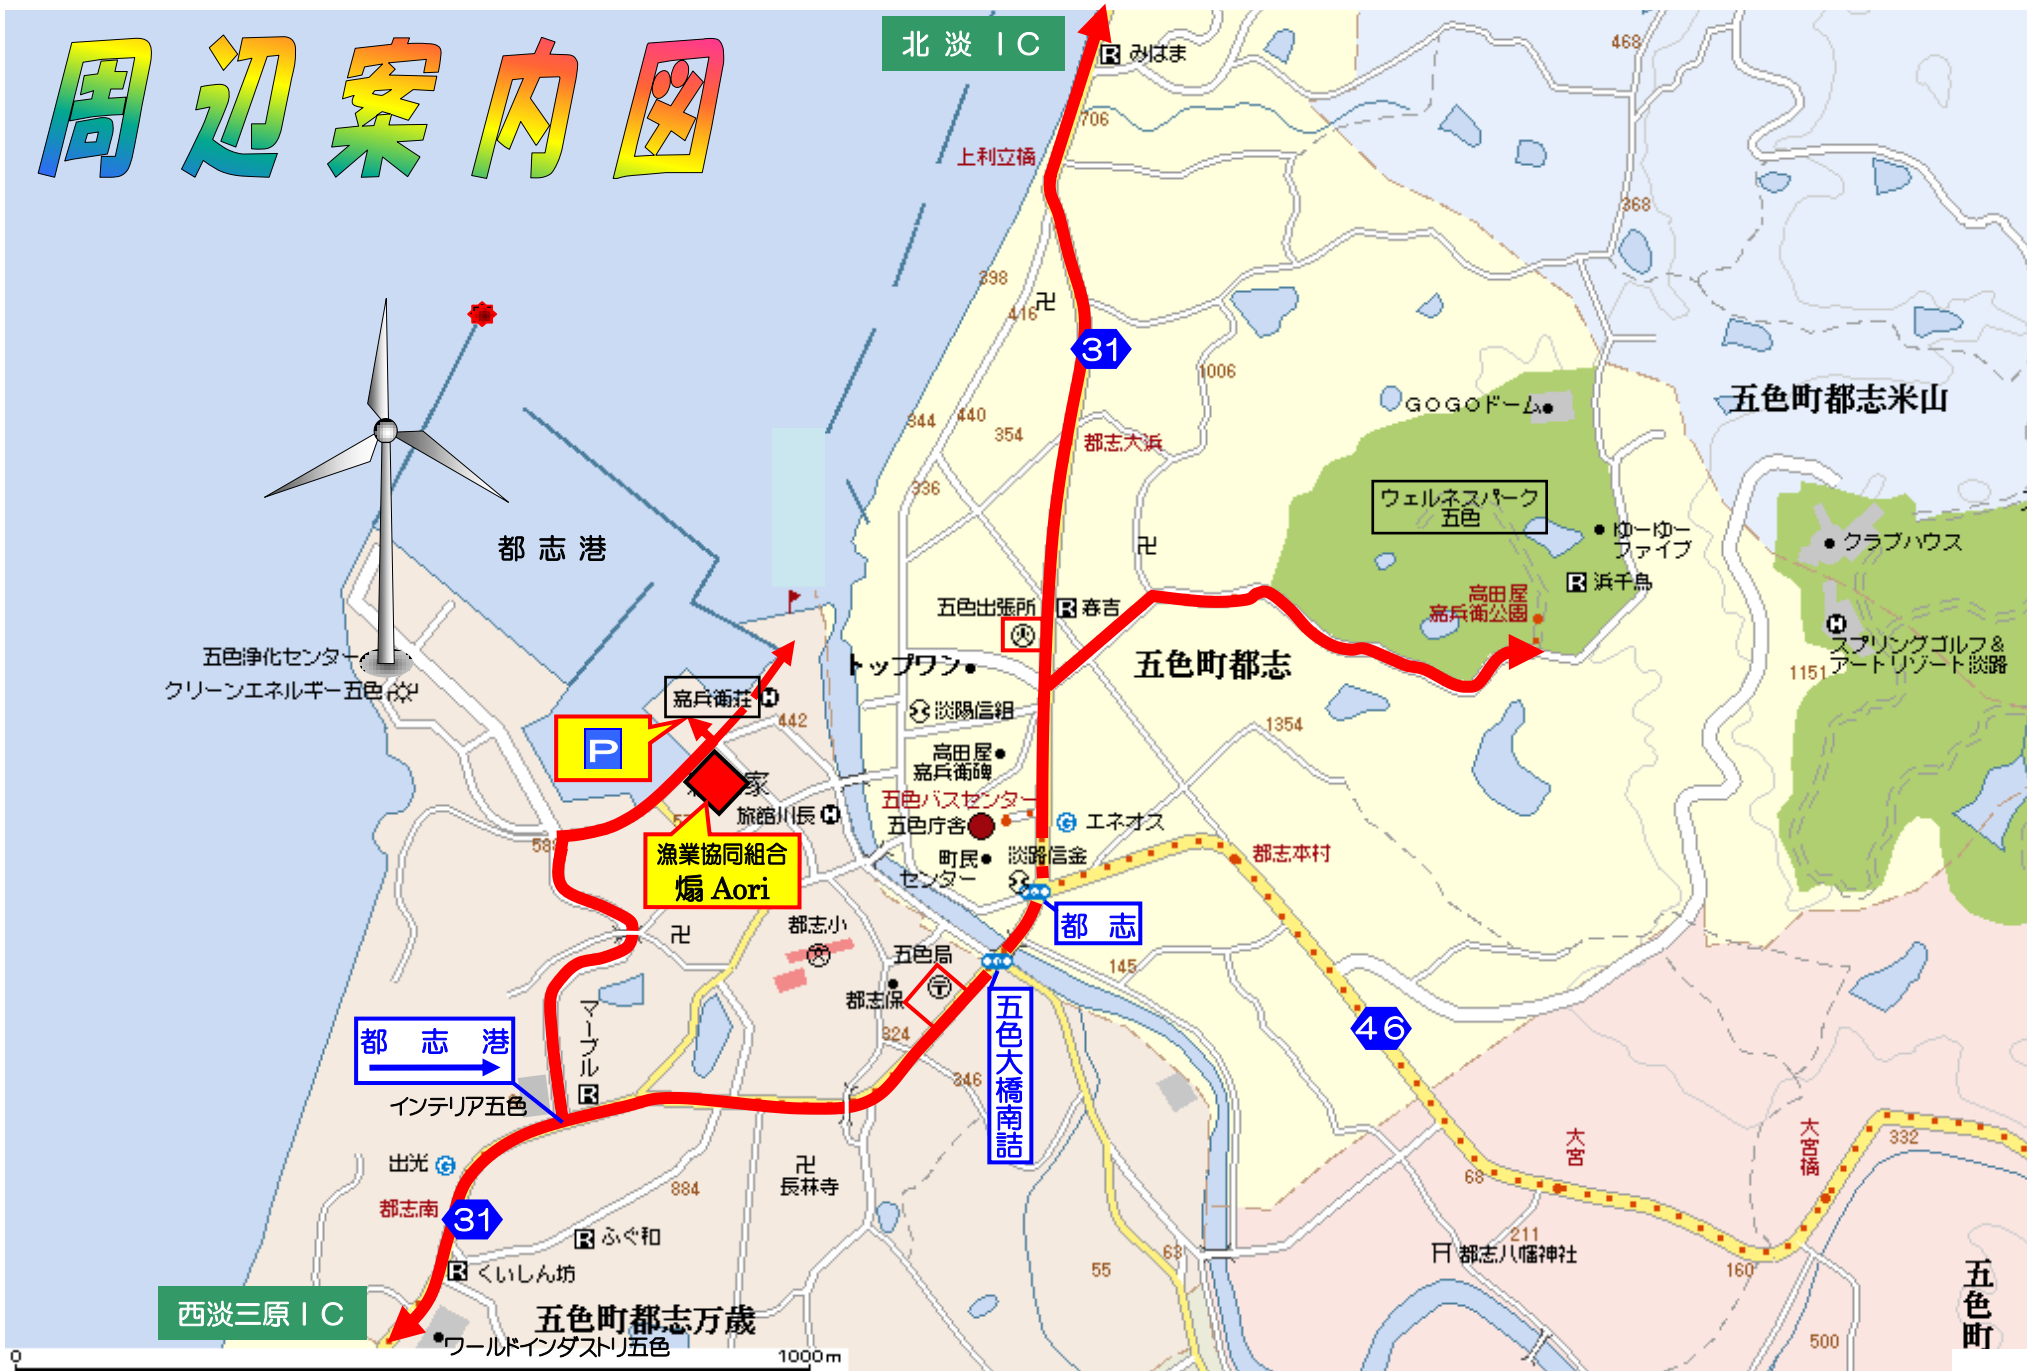 周辺案内図
北淡IC
みはま
706
上利立橋
468
368
398
416
31
1006
344
440
354
都志大浜
336
GOGOドーム
五色町都志米山
ウェルネスパーク
五色
ゆーゆー
ファイブ
浜千鳥
クラブハウス
高田屋
嘉兵衛公園
スプリングゴルフ&
アートリゾート淡路
1151
都志港
五色出張所
春吉
五色浄化センター
クリーンエネルギー五色
トップワン
五色町都志
嘉兵衛荘
442
淡陽信組
1354
P
高田屋
嘉兵衛碑
家
旅館川長
五色バスセンター
五色庁舎
エネオス
漁業協同組合
煽 Aori
町民
センター
淡路信金
都志本村
都志
都志小
五色局
都志保
145
324
346
五色大橋南詰
46
マーブル
都志港
インテリア五色
出光
都志南
31
884
長林寺
ふぐ和
くいしん坊
63
55
68
大宮
大宮橋
332
211
都志八幡神社
160
500
五色町
西淡三原IC
五色町都志万歳
ワールドインダストリ五色
0
1000m